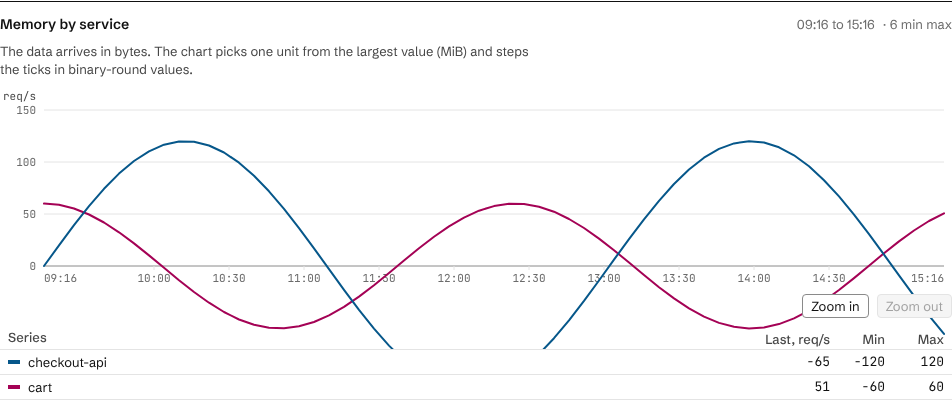 Memory by service
09:16 to 15:16 · 6 min max
The data arrives in bytes. The chart picks one unit from the largest value (MiB) and steps
the ticks in binary-round values.
req/s
150
100
50
0
09:16 10:00 10:30 11:00 11:30 12:00 12:30 13:00 13:30 14:00 14:30 15:16
Zoom in Zoom out
Series Last, req/s Min Max
checkout-api -65 -120 120
cart 51 -60 60